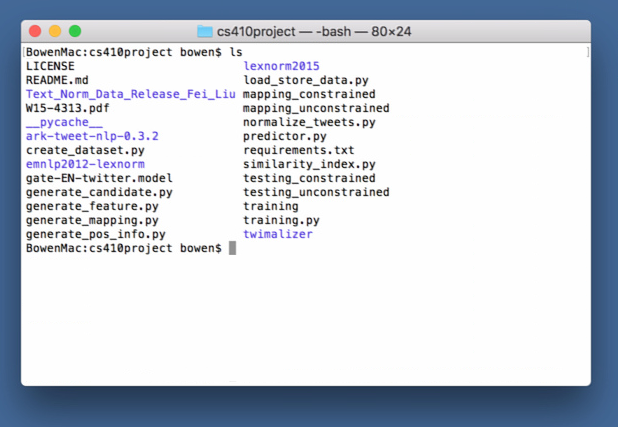 cs410project — -bash — 80×24
[BowenMac:cs410project bowen$ ls ]
LICENSE lexnorm2015
README.md load_store_data.py
Text_Norm_Data_Release_Fei_Liu mapping_constrained
W15-4313.pdf mapping_unconstrained
__pycache__ normalize_tweets.py
ark-tweet-nlp-0.3.2 predictor.py
create_dataset.py requirements.txt
emnlp2012-lexnorm similarity_index.py
gate-EN-twitter.model testing_constrained
generate_candidate.py testing_unconstrained
generate_feature.py training
generate_mapping.py training.py
generate_pos_info.py twimalizer
BowenMac:cs410project bowen$